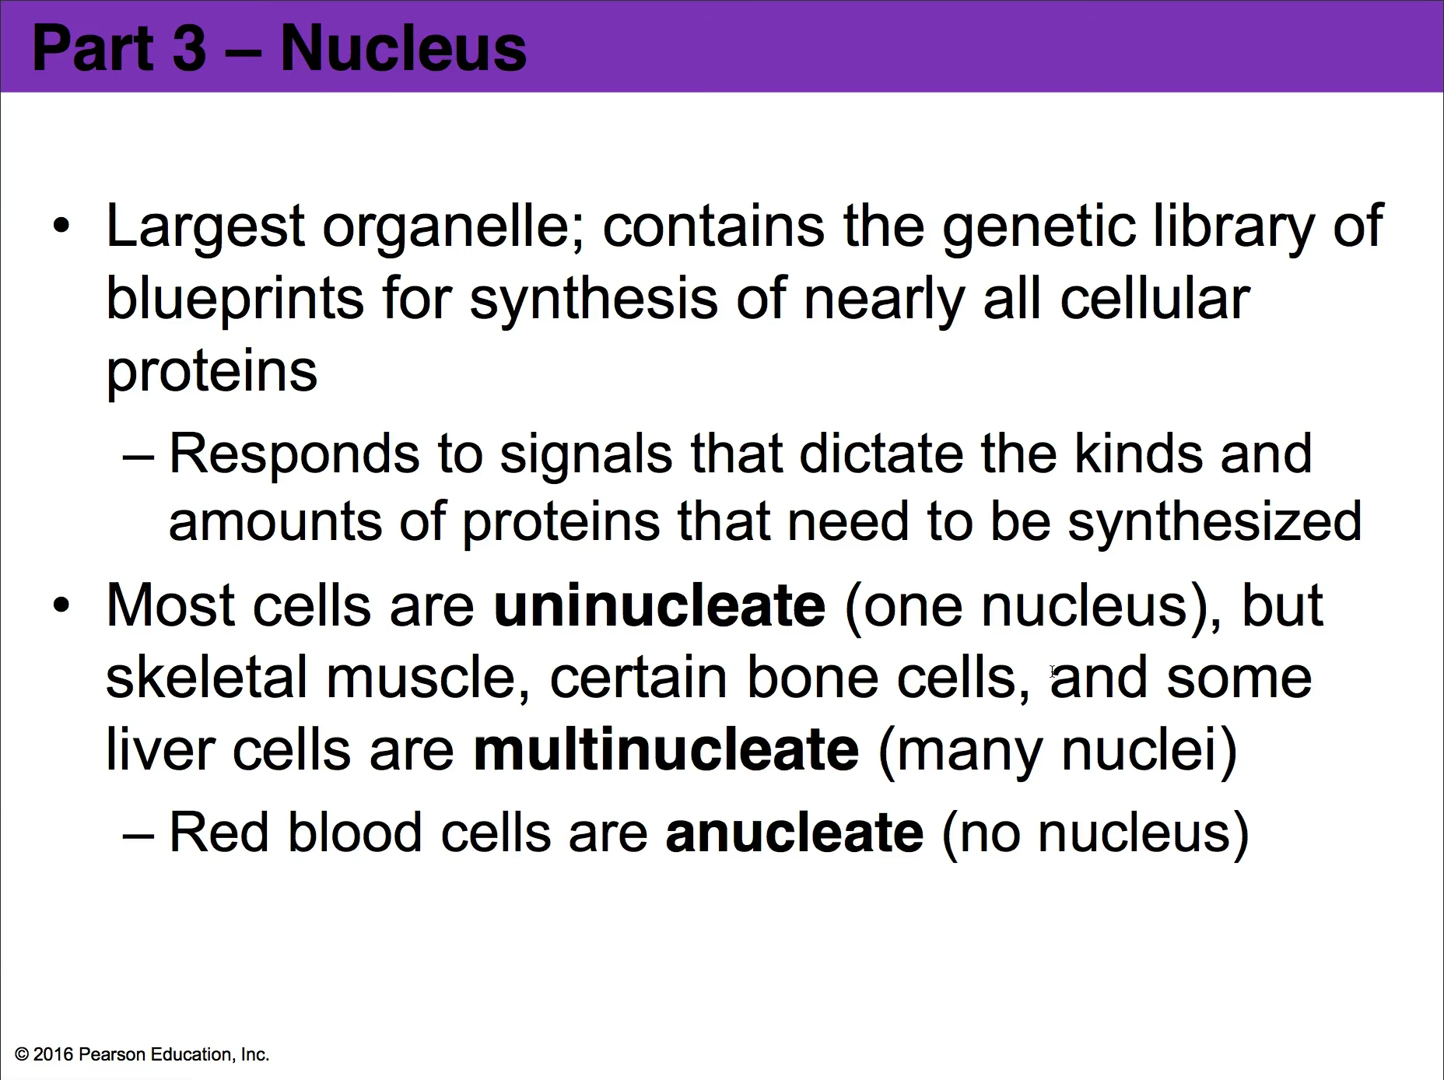 Part 3 – Nucleus
• Largest organelle; contains the genetic library of
blueprints for synthesis of nearly all cellular
proteins
– Responds to signals that dictate the kinds and
amounts of proteins that need to be synthesized
• Most cells are uninucleate (one nucleus), but
skeletal muscle, certain bone cells, and some
liver cells are multinucleate (many nuclei)
– Red blood cells are anucleate (no nucleus)
© 2016 Pearson Education, Inc.